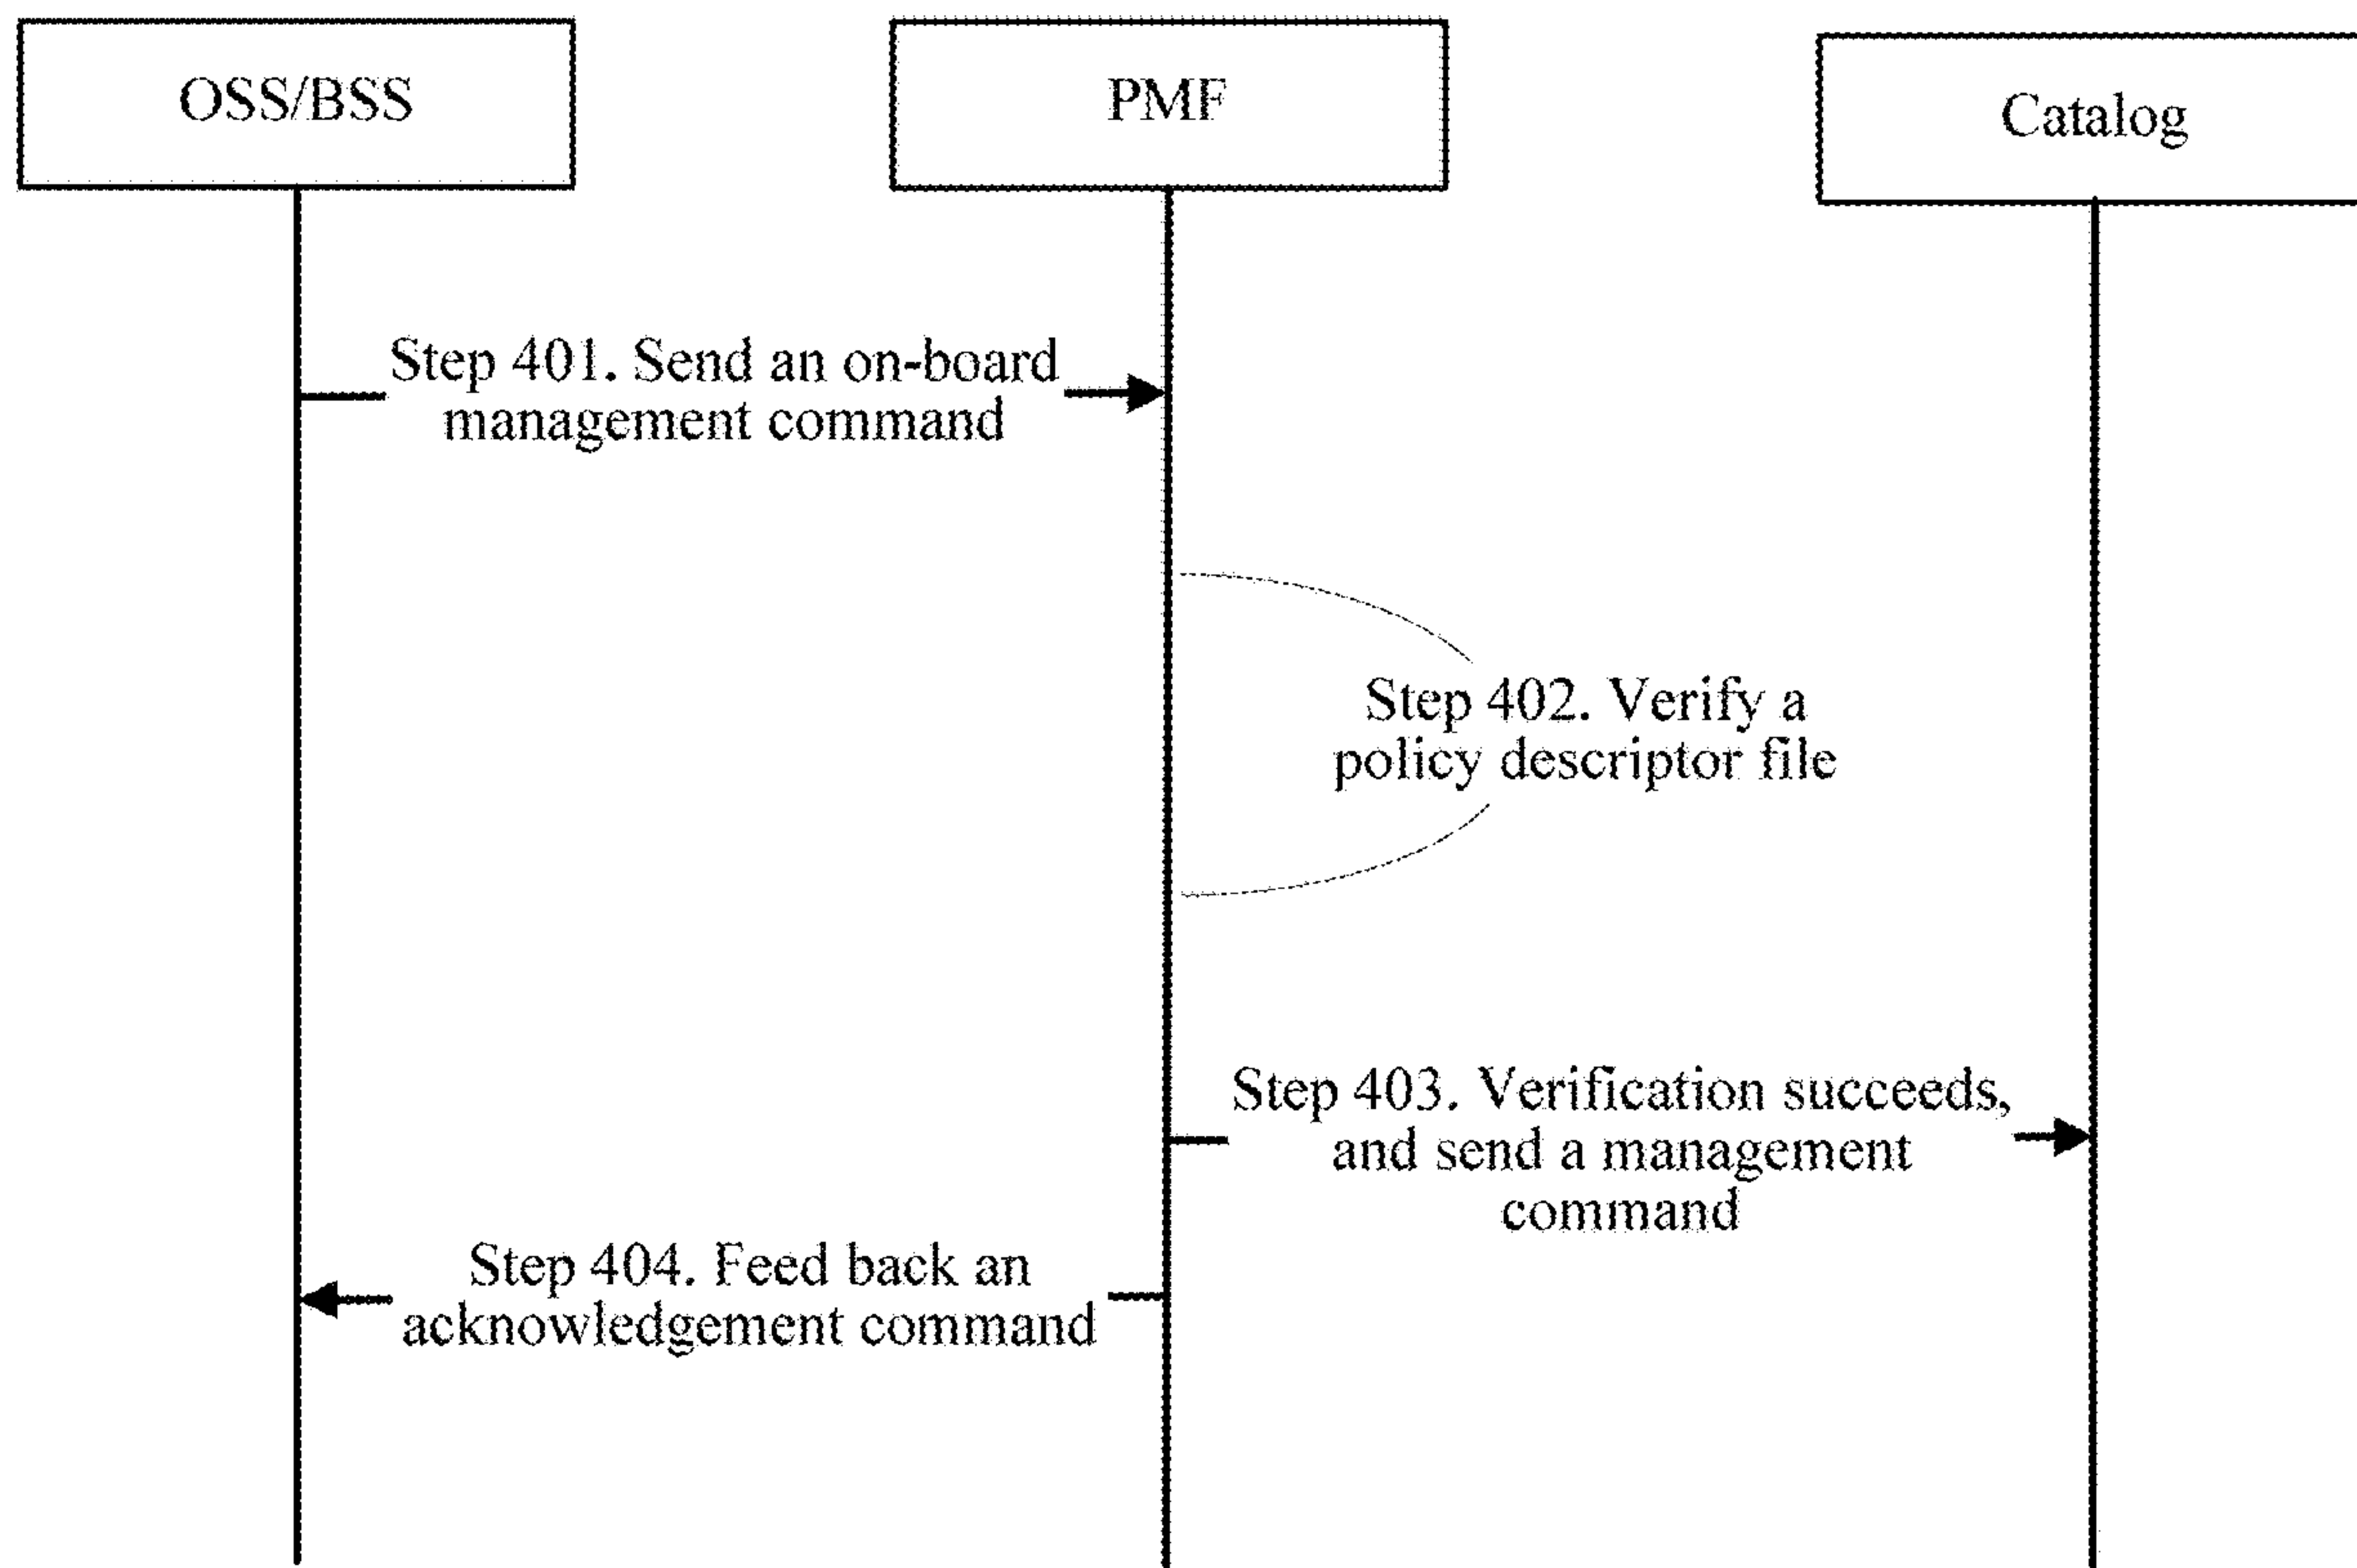 OSS/BSS
PMF
Catalog
Step 401. Send an on-board
management command
Step 402. Verify a
policy descriptor file
Step 403. Verification succeeds,
and send a management
command
Step 404. Feed back an
acknowledgement command